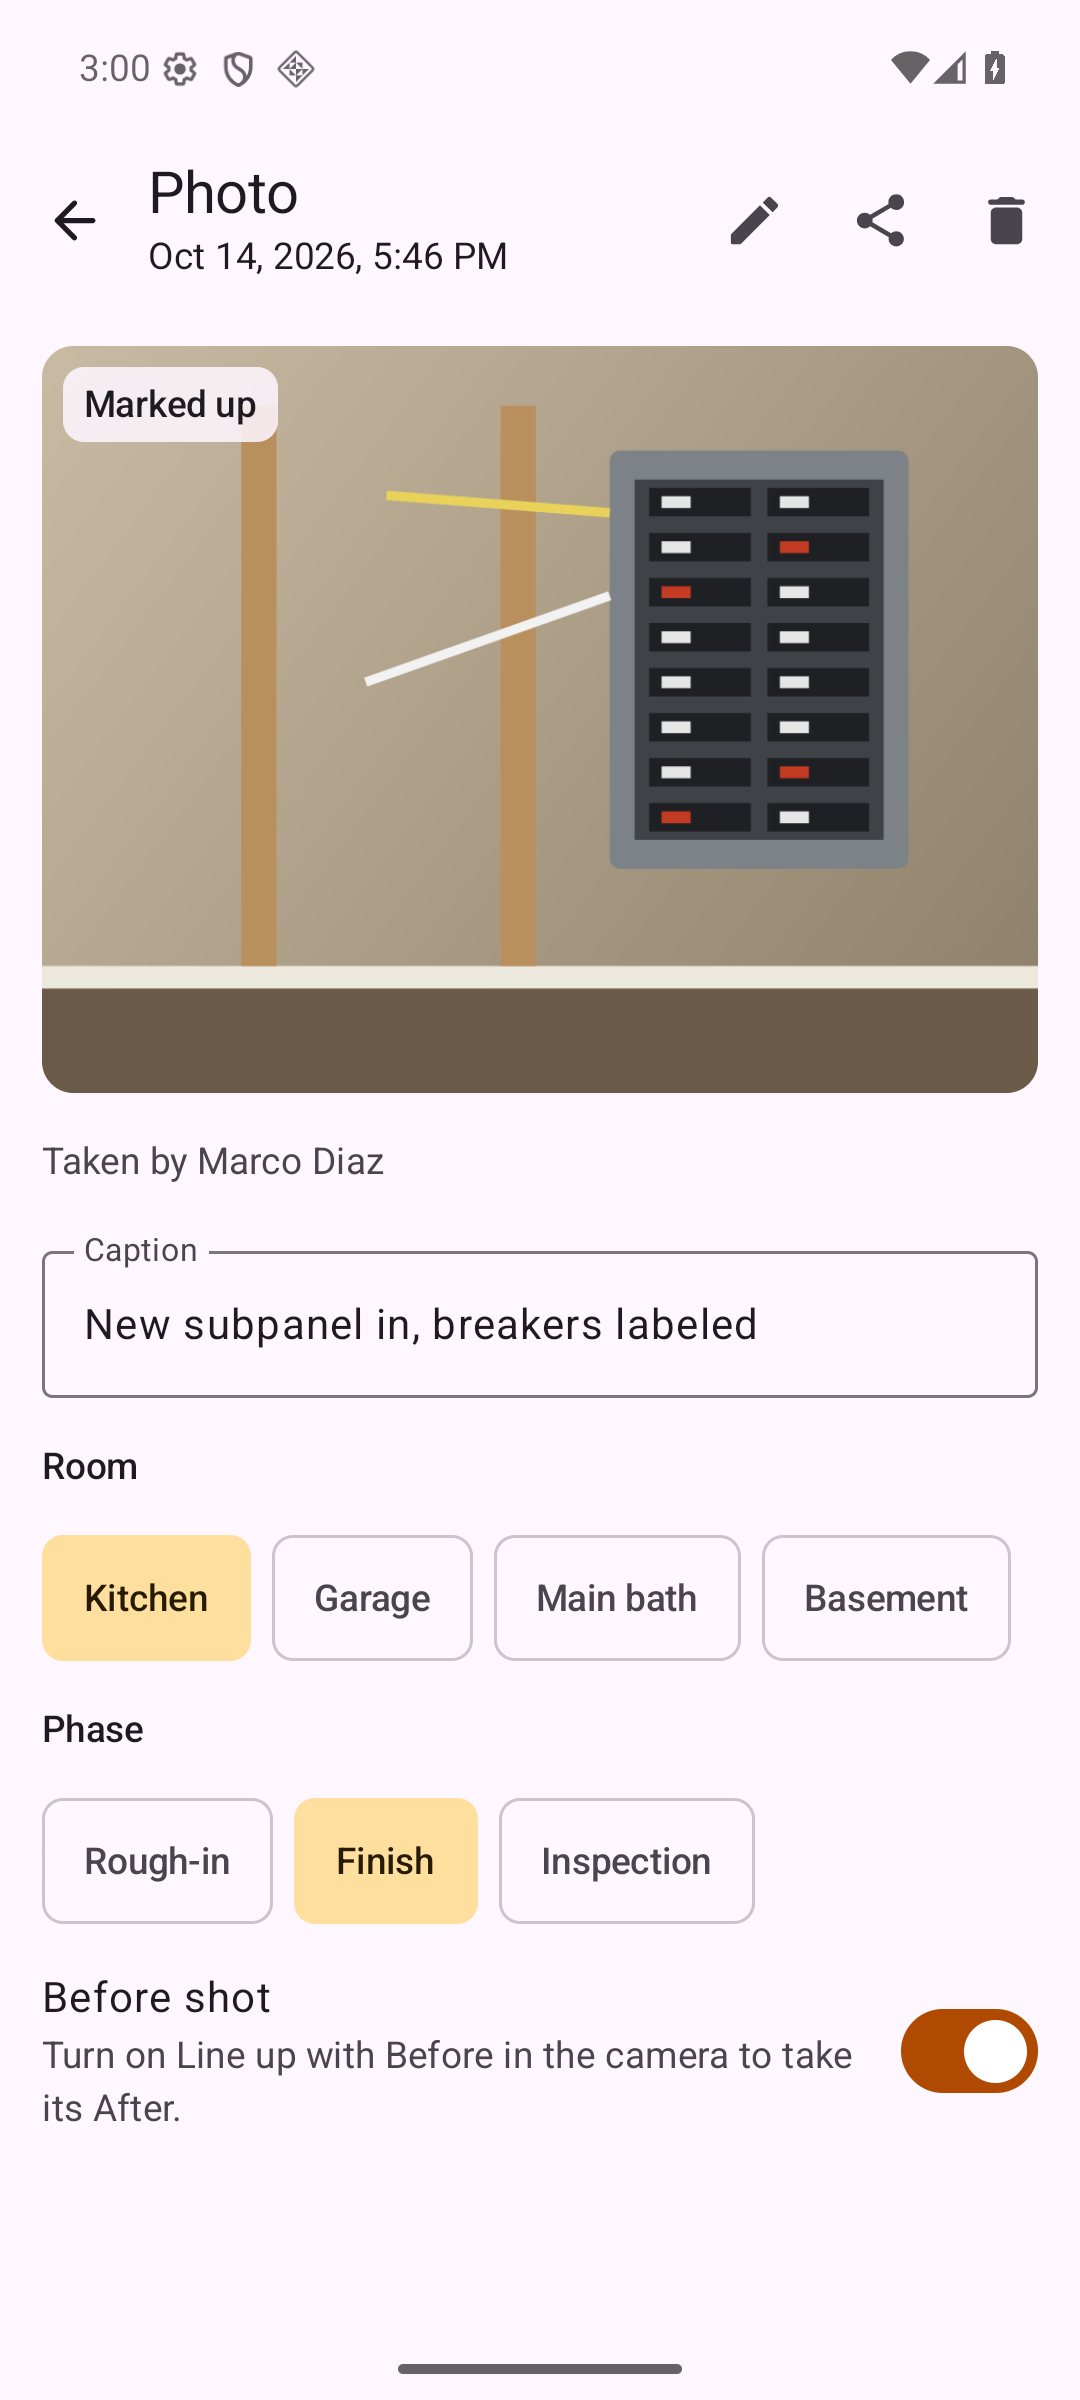 3:00
Photo
Oct 14, 2026, 5:46 PM
Marked up
Taken by Marco Diaz
Caption
New subpanel in, breakers labeled
Room
Kitchen Garage Main bath Basement
Phase
Rough-in Finish Inspection
Before shot
Turn on Line up with Before in the camera to take
its After.